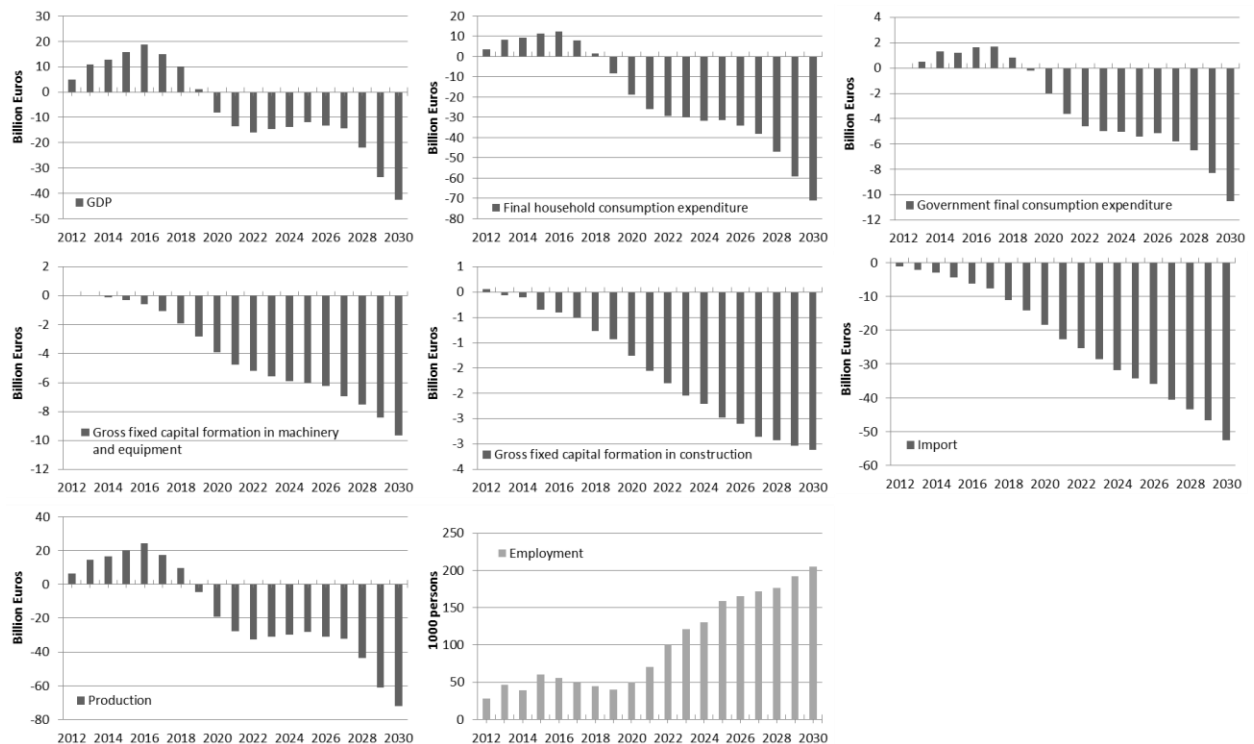 30
20
10
0
-10
-20
-30
-40
-50
Billion Euros
GDP
2012 2014 2016 2018 2020 2022 2024 2026 2028 2030
20
10
0
-10
-20
-30
-40
-50
-60
-70
-80
Billion Euros
Final household consumption expenditure
2012 2014 2016 2018 2020 2022 2024 2026 2028 2030
4
2
0
-2
-4
-6
-8
-10
-12
Billion Euros
Government final consumption expenditure
2012 2014 2016 2018 2020 2022 2024 2026 2028 2030
2
0
-2
-4
-6
-8
-10
-12
Billion Euros
Gross fixed capital formation in machinery
and equipment
2012 2014 2016 2018 2020 2022 2024 2026 2028 2030
1
0
-1
-1
-2
-2
-3
-3
-4
Billion Euros
Gross fixed capital formation in construction
2012 2014 2016 2018 2020 2022 2024 2026 2028 2030
0
-10
-20
-30
-40
-50
-60
Billion Euros
Import
2012 2014 2016 2018 2020 2022 2024 2026 2028 2030
40
20
0
-20
-40
-60
-80
Billion Euros
Production
2012 2014 2016 2018 2020 2022 2024 2026 2028 2030
250
200
150
100
50
0
1000 persons
Employment
2012 2014 2016 2018 2020 2022 2024 2026 2028 2030